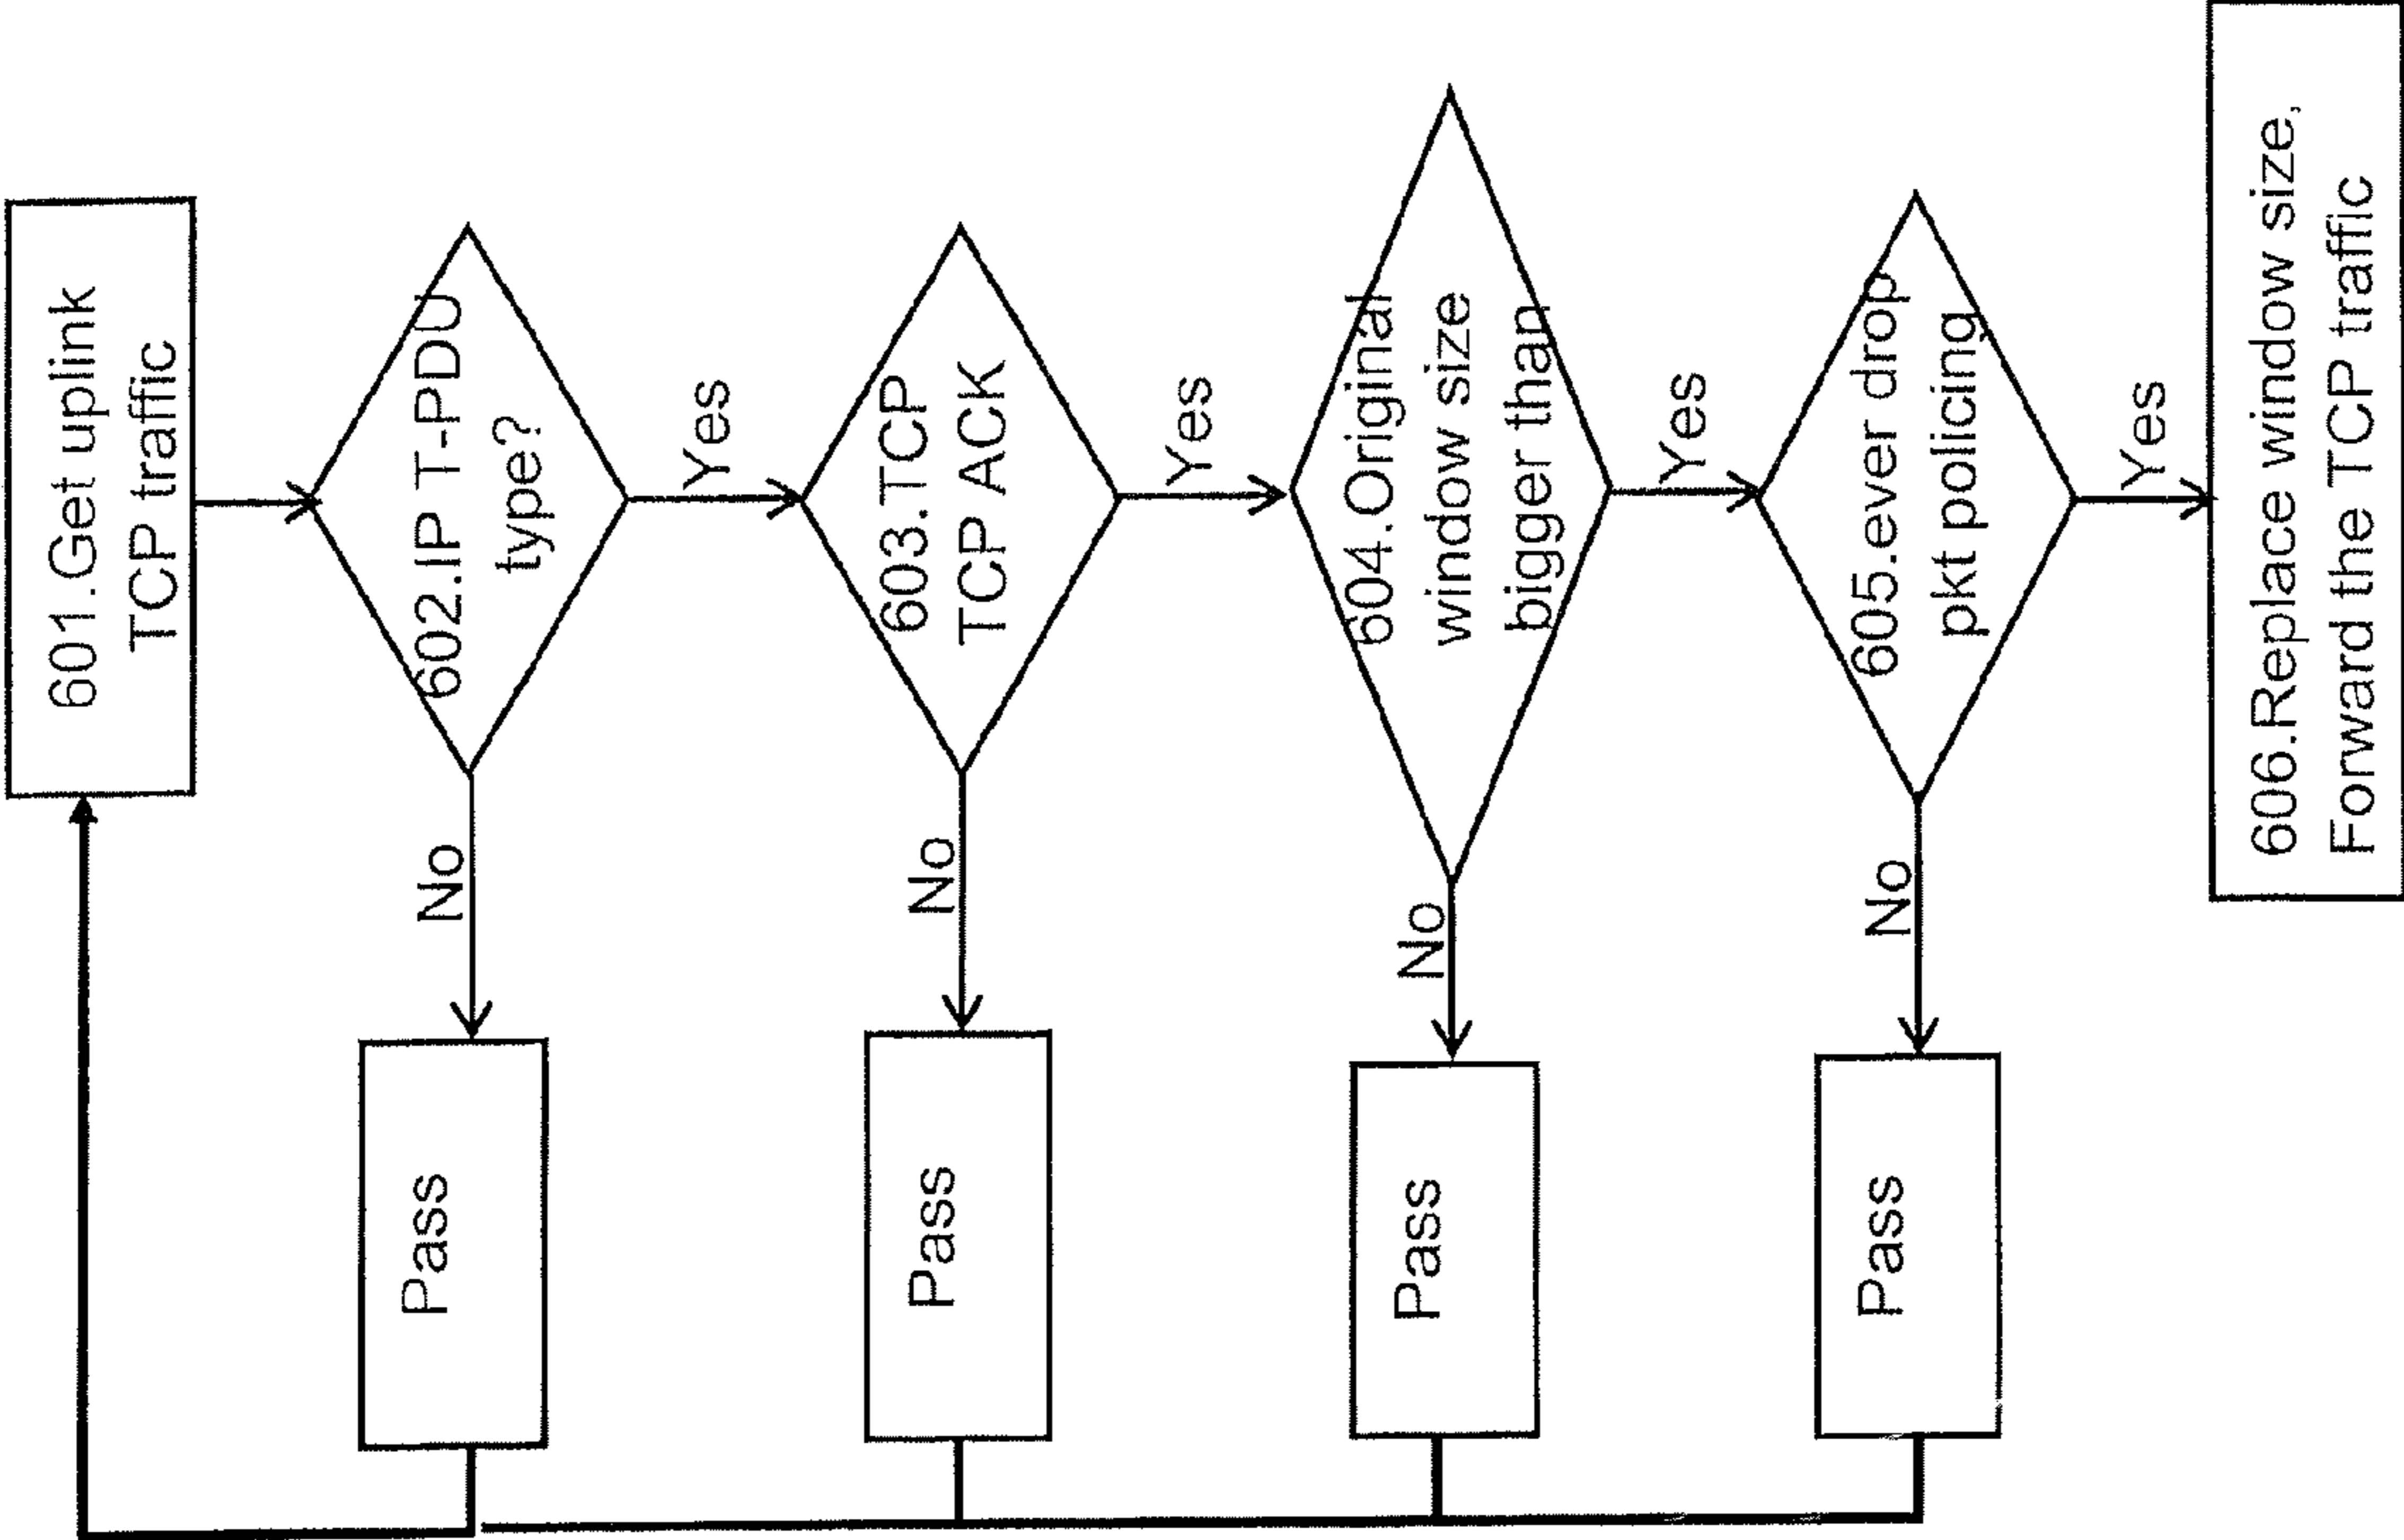 601.Get uplink
TCP traffic
602.IP T-PDU
type?
No
Pass
Yes
603.TCP
TCP ACK
No
Pass
Yes
604.Original
window size
bigger than
No
Pass
Yes
605.ever drop
pkt policing
No
Pass
Yes
606.Replace window size,
Forward the TCP traffic